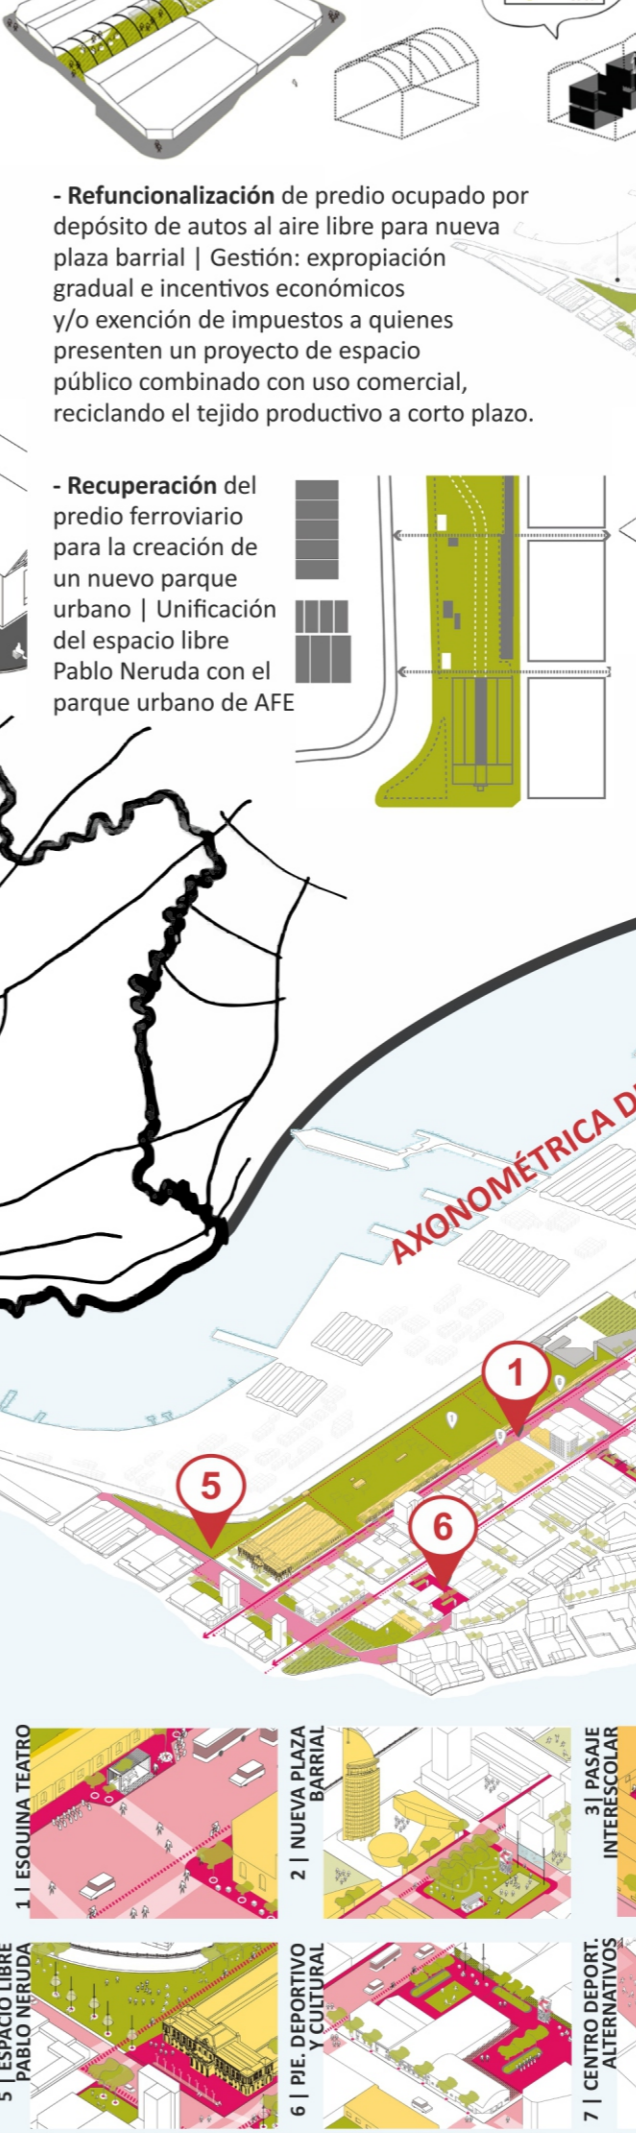 - Refuncionalización de predio ocupado por
depósito de autos al aire libre para nueva
plaza barrial | Gestión: expropiación
gradual e incentivos económicos
y/o exención de impuestos a quienes
presenten un proyecto de espacio
público combinado con uso comercial,
reciclando el tejido productivo a corto plazo.
- Recuperación del
predio ferroviario
para la creación de
un nuevo parque
urbano | Unificación
del espacio libre
Pablo Neruda con el
parque urbano de AFE
AXONOMÉTRICA D
1
5
6
1 | ESQUINA TEATRO
2 | NUEVA PLAZA
BARRIAL
3| PASAJE
INTERESCOLAR
5 | ESPACIO LIBRE
PABLO NERUDA
6 | PJE. DEPORTIVO
Y CULTURAL
7 | CENTRO DEPORT.
ALTERNATIVOS